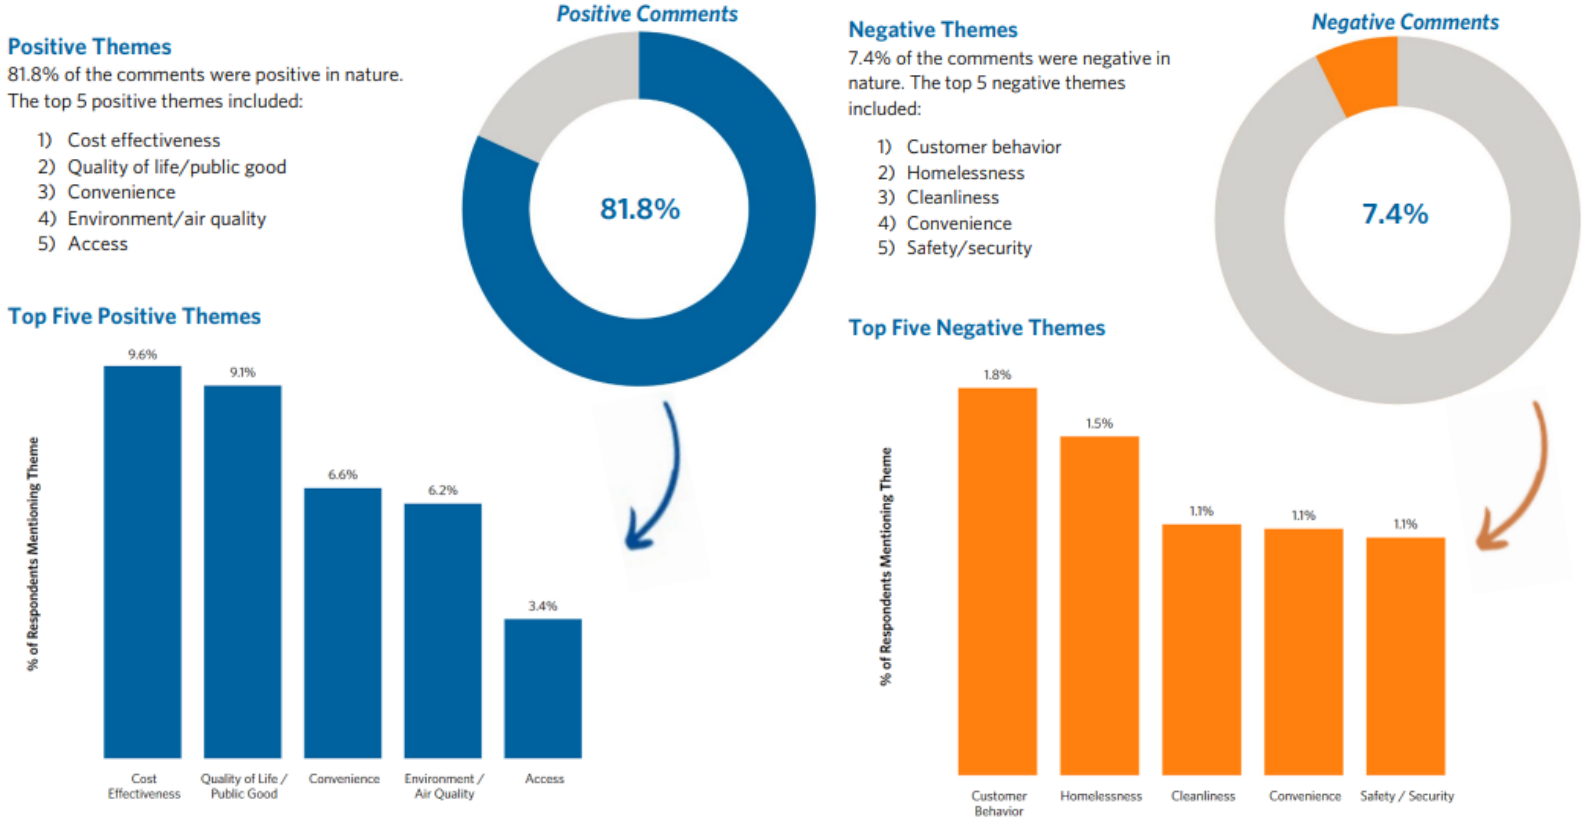 Positive Themes
81.8% of the comments were positive in nature.
The top 5 positive themes included:
1) Cost effectiveness
2) Quality of life/public good
3) Convenience
4) Environment/air quality
5) Access
Positive Comments
81.8%
Top Five Positive Themes
% of Respondents Mentioning Theme
9.6%
9.1%
6.6%
6.2%
3.4%
Cost
Effectiveness
Quality of Life /
Public Good
Convenience
Environment /
Air Quality
Access
Negative Themes
7.4% of the comments were negative in
nature. The top 5 negative themes
included:
1) Customer behavior
2) Homelessness
3) Cleanliness
4) Convenience
5) Safety/security
Negative Comments
7.4%
Top Five Negative Themes
% of Respondents Mentioning Theme
1.8%
1.5%
1.1%
1.1%
1.1%
Customer
Behavior
Homelessness
Cleanliness
Convenience
Safety / Security